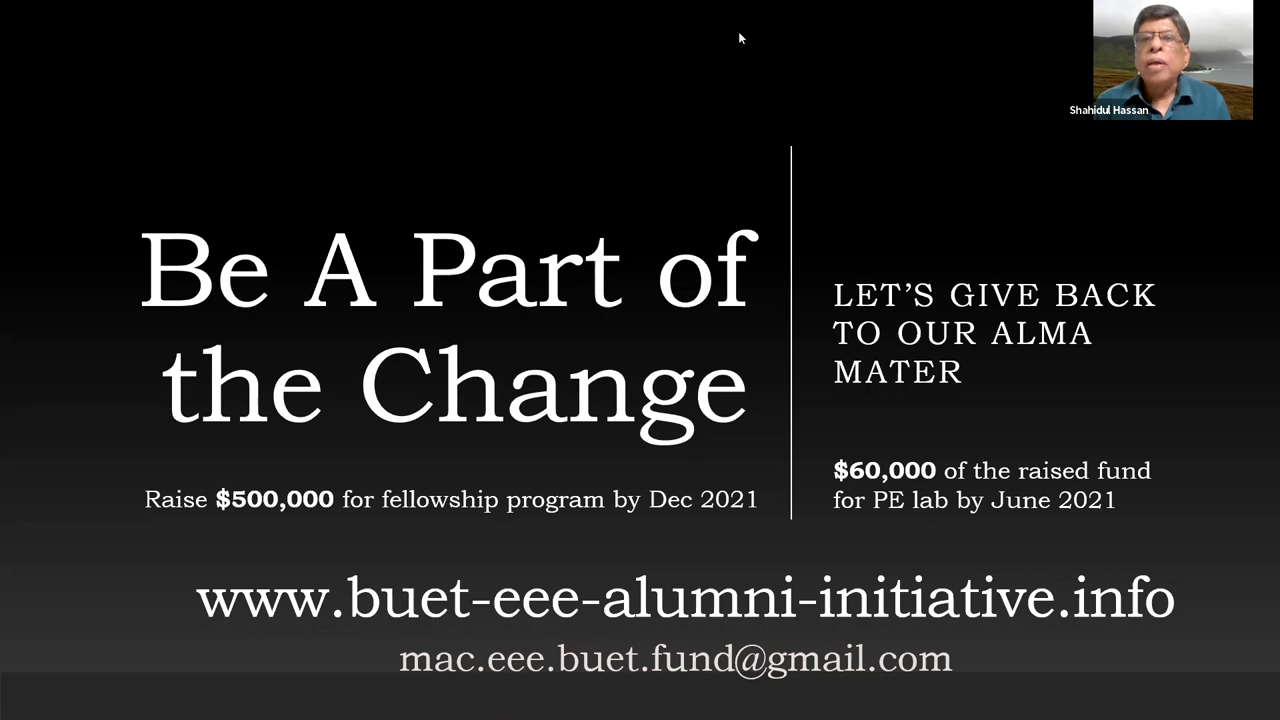 Shahidul Hassan
Be A Part of
the Change
Raise $500,000 for fellowship program by Dec 2021
LET’S GIVE BACK
TO OUR ALMA
MATER
$60,000 of the raised fund
for PE lab by June 2021
www.buet-eee-alumni-initiative.info
mac.eee.buet.fund@gmail.com